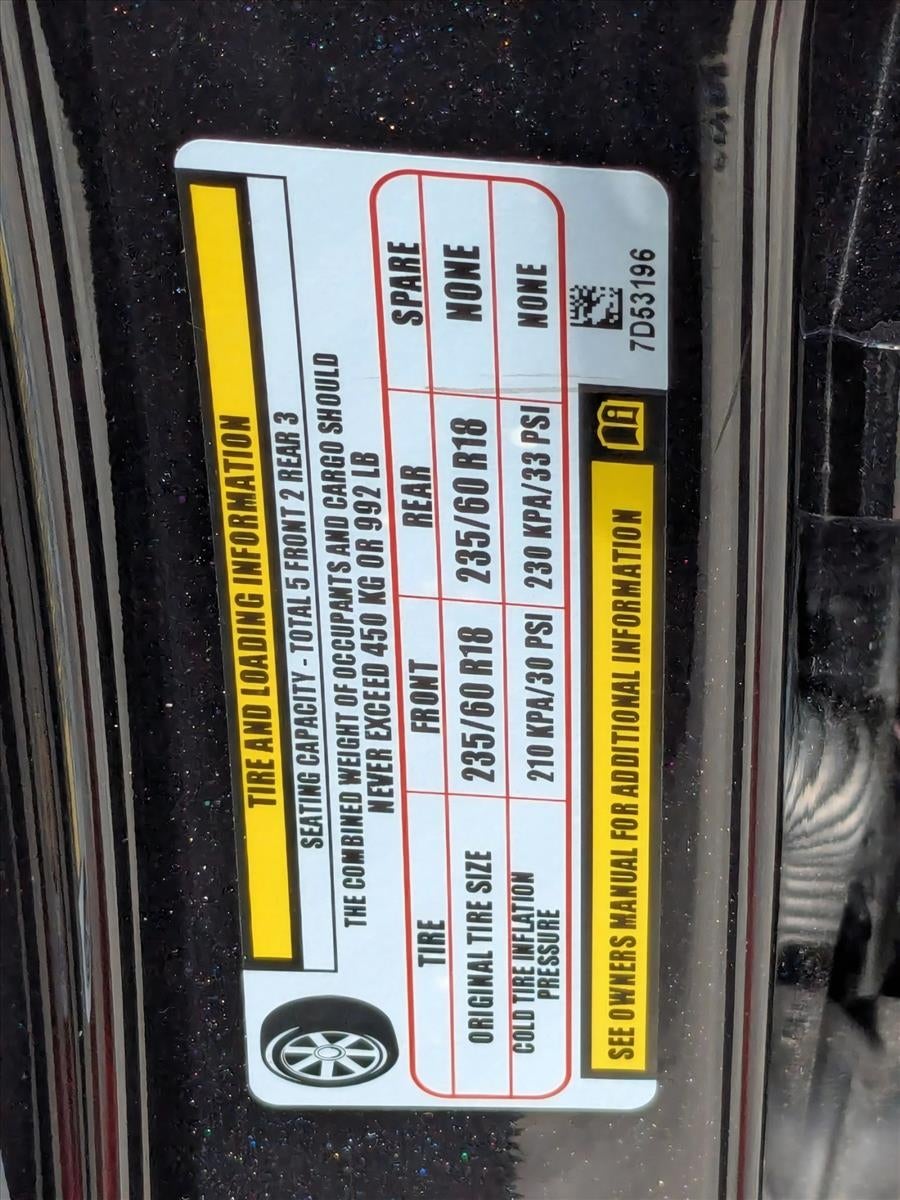 TIRE AND LOADING INFORMATION
SEATING CAPACITY - TOTAL 5 FRONT 2 REAR 3
THE COMBINED WEIGHT OF OCCUPANTS AND CARGO SHOULD
NEVER EXCEED 450 KG OR 992 LB
TIRE FRONT REAR SPARE
ORIGINAL TIRE SIZE 235/60 R18 235/60 R18 NONE
COLD TIRE INFLATION
PRESSURE 210 KPA/30 PSI 230 KPA/33 PSI NONE
SEE OWNERS MANUAL FOR ADDITIONAL INFORMATION
7D53196